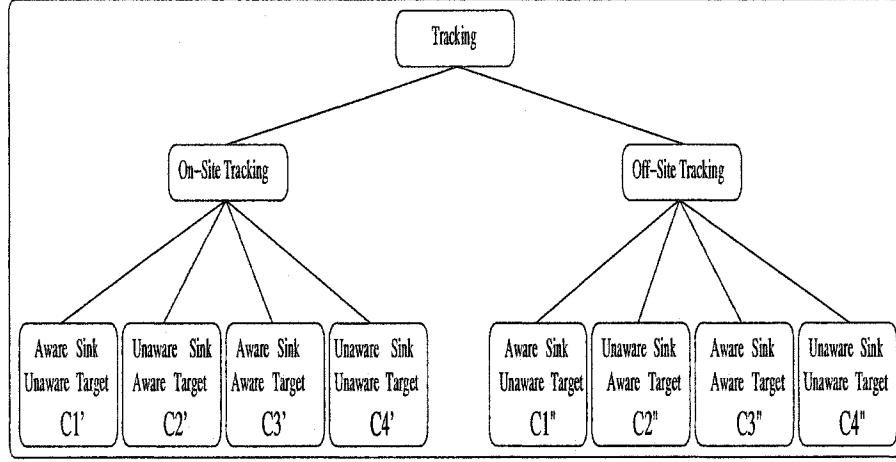 Tracking
On-Site Tracking
Off-Site Tracking
Aware Sink
Unaware Target
C1'
Unaware Sink
Aware Target
C2'
Aware Sink
Aware Target
C3'
Unaware Sink
Unaware Target
C4'
Aware Sink
Unaware Target
C1"
Unaware Sink
Aware Target
C2"
Aware Sink
Aware Target
C3"
Unaware Sink
Unaware Target
C4"